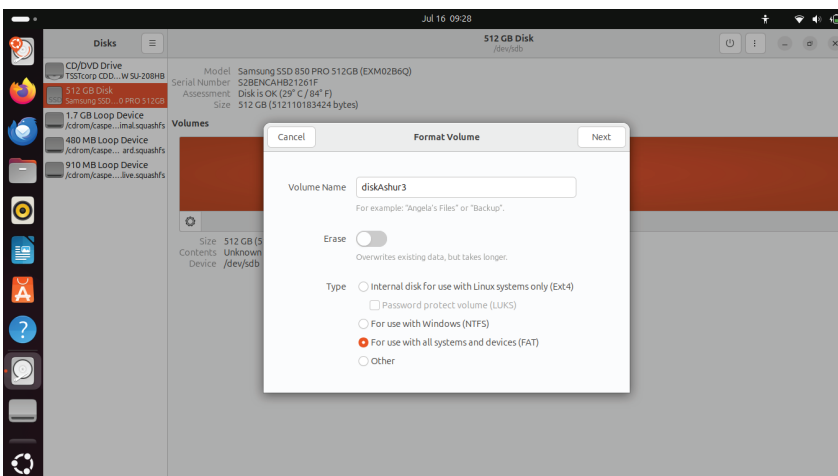 Jul 16 09:28
Disks
512 GB Disk
/dev/sdb
CD/DVD Drive
TSSTcorp CDD...W SU-208HB
512 GB Disk
Samsung SSD...0 PRO 512GB
1.7 GB Loop Device
/cdrom/caspe...imal.squashfs
480 MB Loop Device
/cdrom/caspe... ard.squashfs
910 MB Loop Device
/cdrom/caspe...live.squashfs
Model Samsung SSD 850 PRO 512GB (EXM02B6Q)
Serial Number S2BENCAHB21261F
Assessment Disk is OK (29° C / 84° F)
Size 512 GB (512110183424 bytes)
Volumes
Size 512 GB (5
Contents Unknown
Device /dev/sdb
Cancel
Format Volume
Next
Volume Name diskAshur3
For example: “Angela’s Files” or “Backup”.
Erase
Overwrites existing data, but takes longer.
Type Internal disk for use with Linux systems only (Ext4)
Password protect volume (LUKS)
For use with Windows (NTFS)
For use with all systems and devices (FAT)
Other